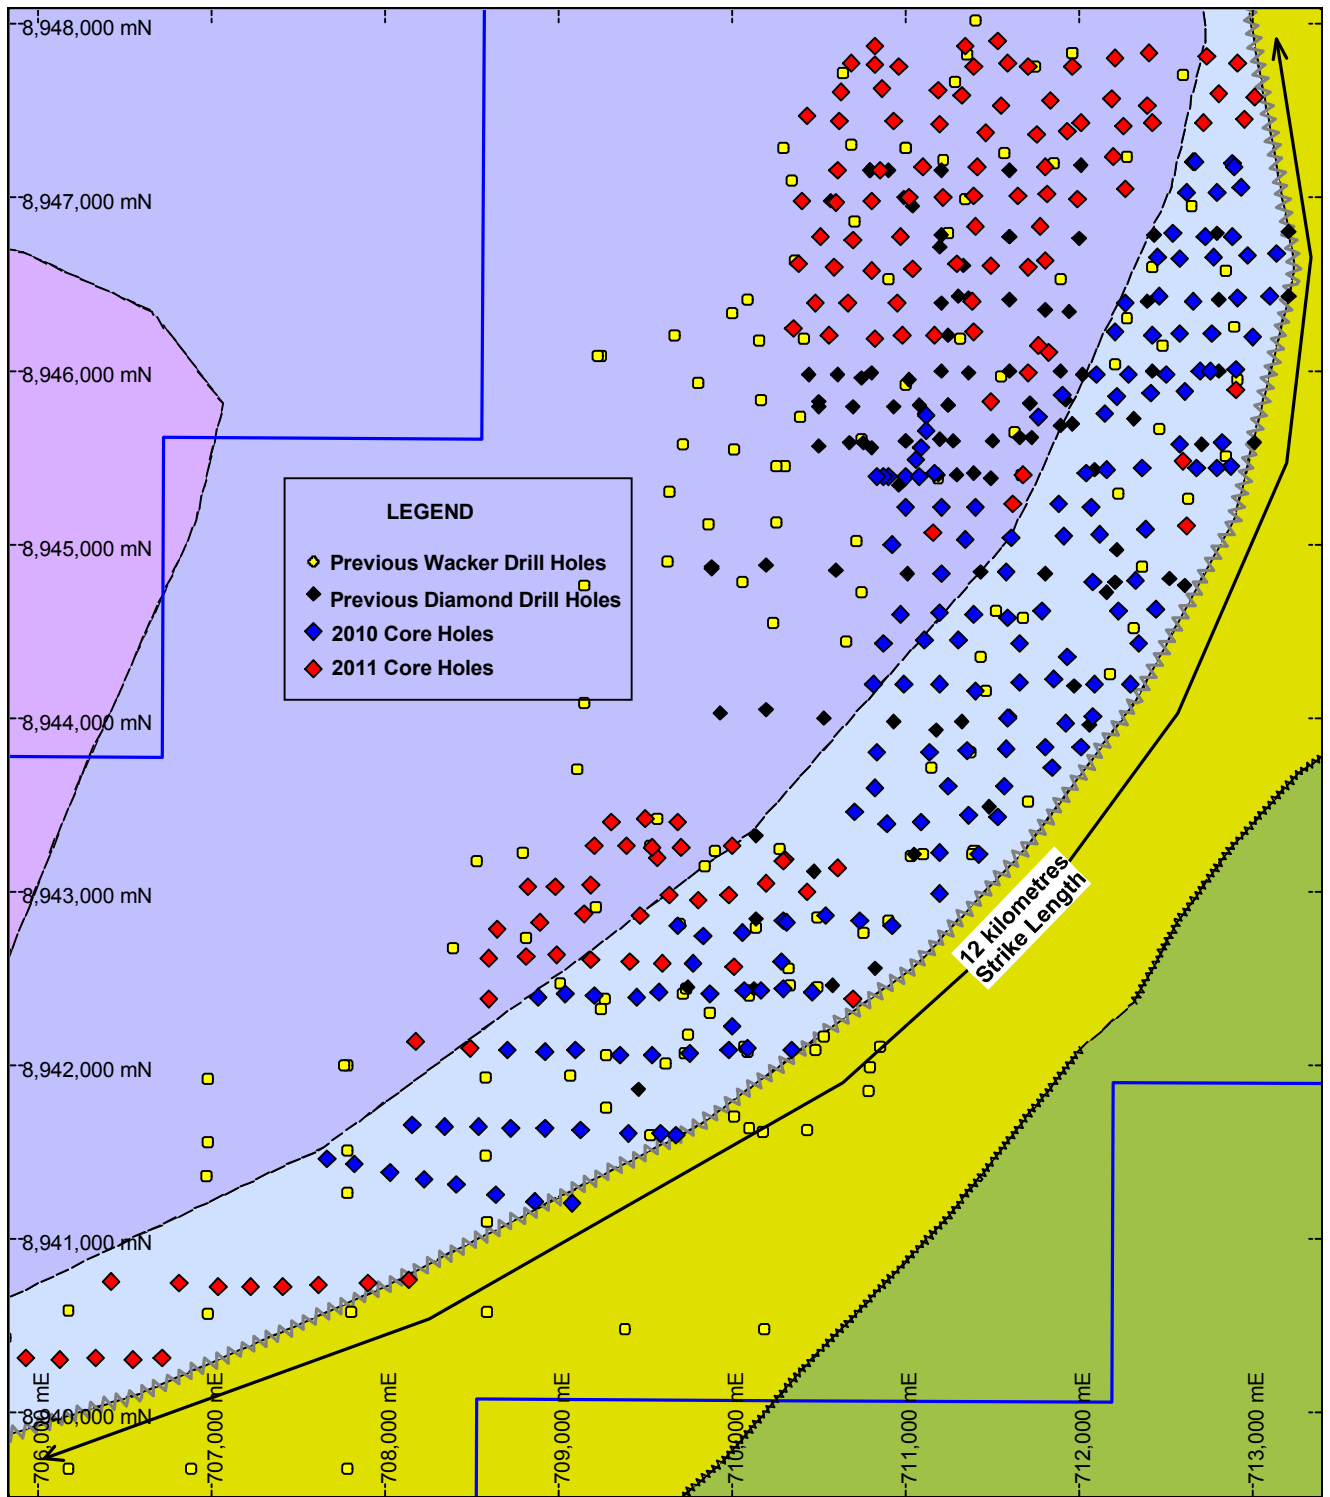 8,948,000 mN
8,947,000 mN
8,946,000 mN
LEGEND
Previous Wacker Drill Holes
Previous Diamond Drill Holes
2010 Core Holes
2011 Core Holes
8,945,000 mN
8,944,000 mN
8,943,000 mN
12 kilometres
Strike Length
8,942,000 mN
8,941,000 mN
8,940,000 mN
706,000 mE
707,000 mE
708,000 mE
709,000 mE
710,000 mE
711,000 mE
712,000 mE
713,000 mE